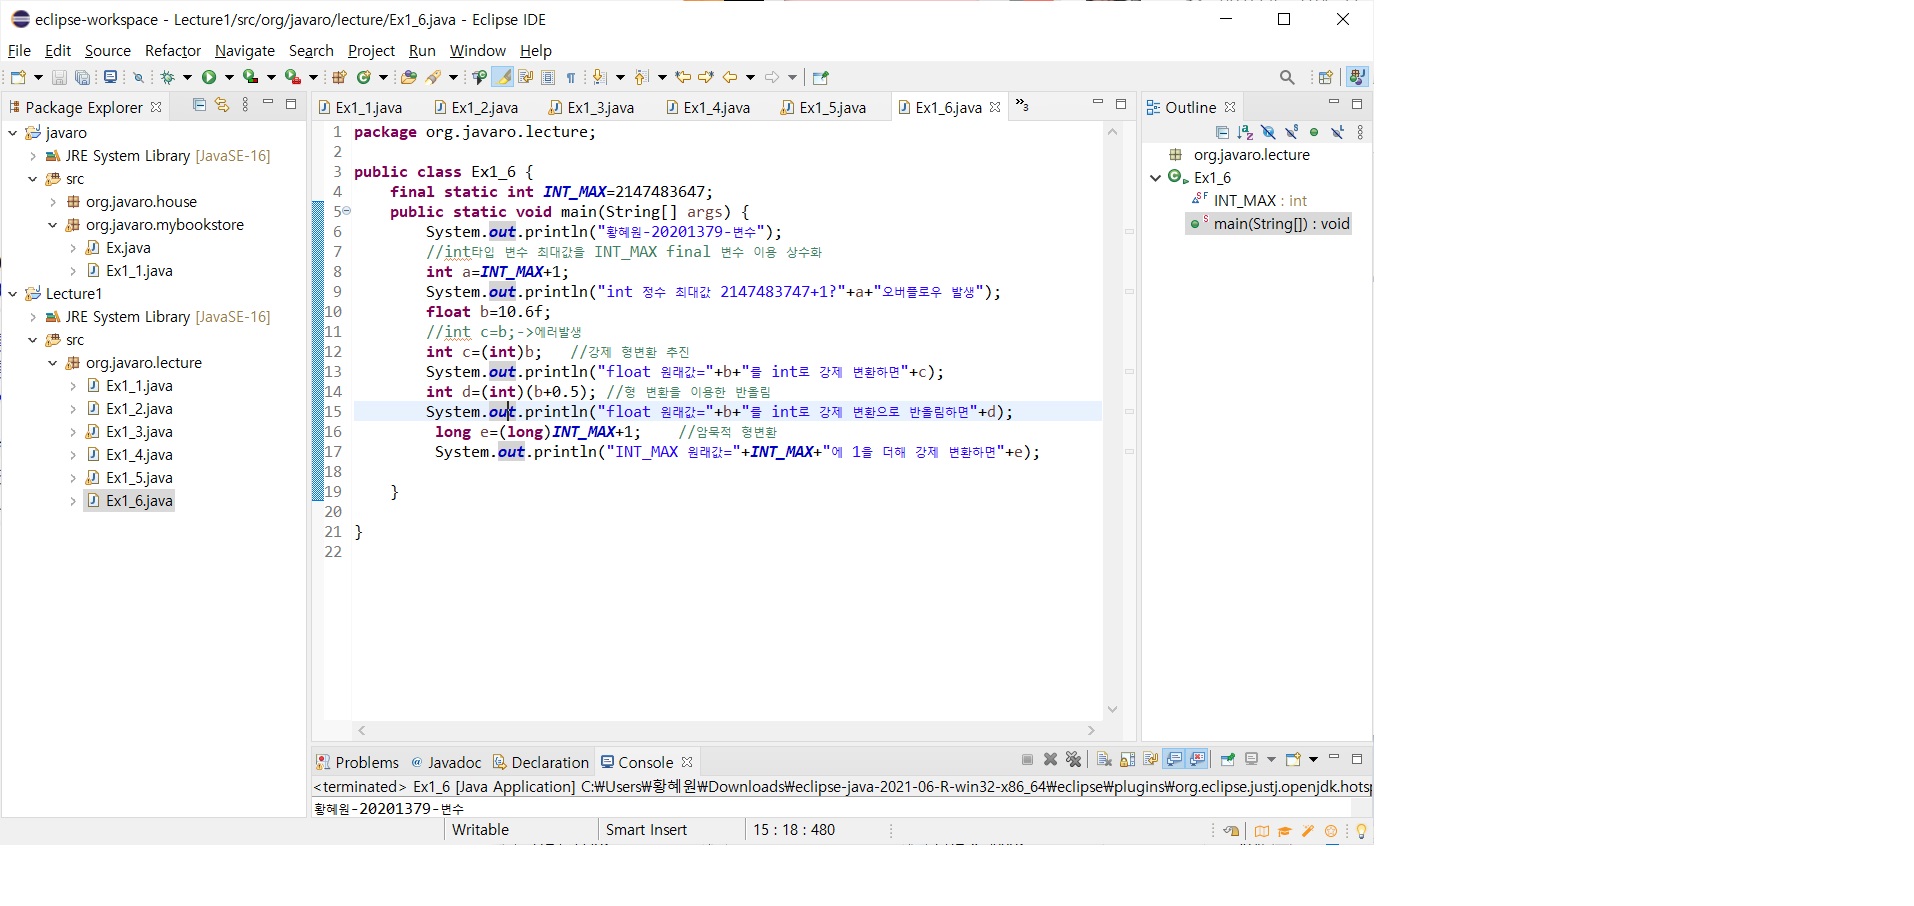 eclipse-workspace - Lecture1/src/org/javaro/lecture/Ex1_6.java - Eclipse IDE
File Edit Source Refactor Navigate Search Project Run Window Help
Package Explorer
javaro
JRE System Library [JavaSE-16]
src
org.javaro.house
org.javaro.mybookstore
Ex.java
Ex1_1.java
Lecture1
JRE System Library [JavaSE-16]
src
org.javaro.lecture
Ex1_1.java
Ex1_2.java
Ex1_3.java
Ex1_4.java
Ex1_5.java
Ex1_6.java
Ex1_1.java Ex1_2.java Ex1_3.java Ex1_4.java Ex1_5.java Ex1_6.java »3
1 package org.javaro.lecture;
2
3 public class Ex1_6 {
4 final static int INT_MAX=2147483647;
5 public static void main(String[] args) {
6 System.out.println("황혜원-20201379-변수");
7 //int타입 변수 최대값을 INT_MAX final 변수 이용 상수화
8 int a=INT_MAX+1;
9 System.out.println("int 정수 최대값 2147483747+1?"+a+"오버플로우 발생");
10 float b=10.6f;
11 //int c=b;->에러발생
12 int c=(int)b; //강제 형변환 추진
13 System.out.println("float 원래값="+b+"을 int로 강제 변환하면"+c);
14 int d=(int)(b+0.5); //형 변환을 이용한 반올림
15 System.out.println("float 원래값="+b+"을 int로 강제 변환으로 반올림하면"+d);
16 long e=(long)INT_MAX+1; //암묵적 형변환
17 System.out.println("INT_MAX 원래값="+INT_MAX+"에 1을 더해 강제 변환하면"+e);
18
19 }
20
21 }
22
Outline
org.javaro.lecture
Ex1_6
INT_MAX : int
main(String[]) : void
Problems @ Javadoc Declaration Console
<terminated> Ex1_6 [Java Application] C:₩Users₩황혜원₩Downloads₩eclipse-java-2021-06-R-win32-x86_64₩eclipse₩plugins₩org.eclipse.justj.openjdk.hotsp
황혜원-20201379-변수
Writable Smart Insert 15 : 18 : 480